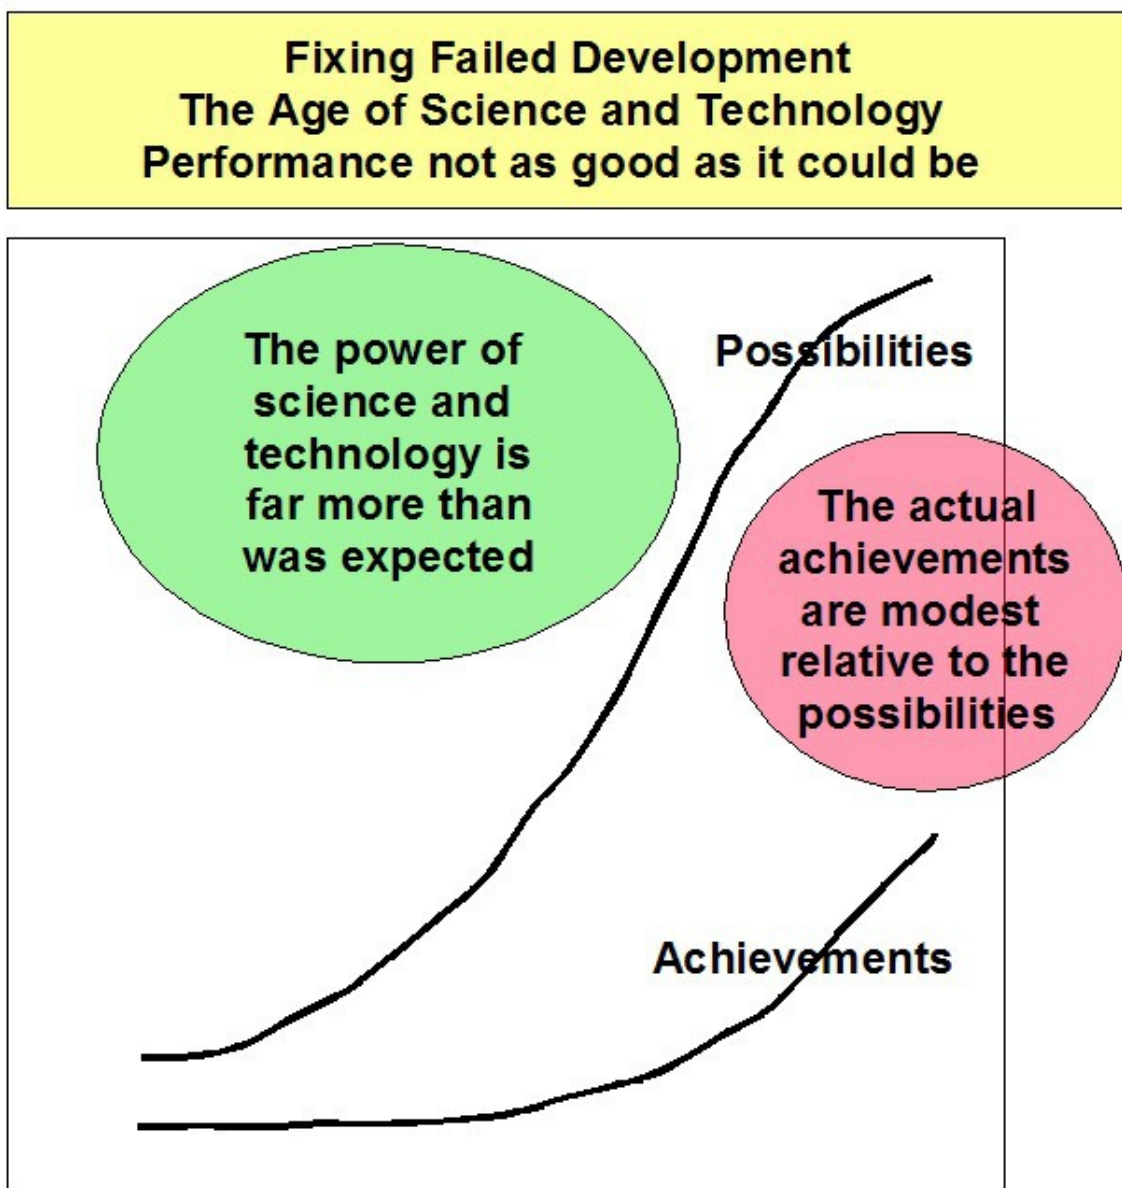 Fixing Failed Development
The Age of Science and Technology
Performance not as good as it could be
The power of
science and
technology is
far more than
was expected
Possibilities
The actual
achievements
are modest
relative to the
possibilities
Achievements